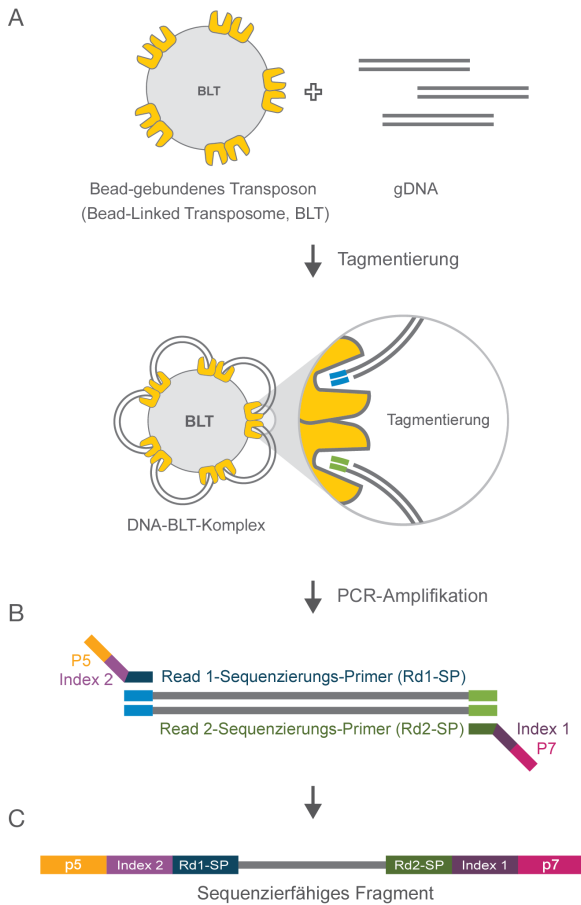 A
BLT
Bead-gebundenes Transposon
(Bead-Linked Transposome, BLT)
gDNA
Tagmentierung
BLT
Tagmentierung
DNA-BLT-Komplex
PCR-Amplifikation
B
P5
Index 2
Read 1-Sequenzierungs-Primer (Rd1-SP)
Read 2-Sequenzierungs-Primer (Rd2-SP)
Index 1
P7
C
p5 Index 2 Rd1-SP Rd2-SP Index 1 p7
Sequenzierfähiges Fragment